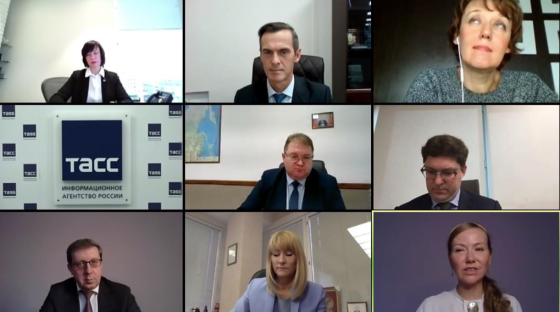 ТАСС
ИНФОРМАЦИОННОЕ
АГЕНТСТВО РОССИИ